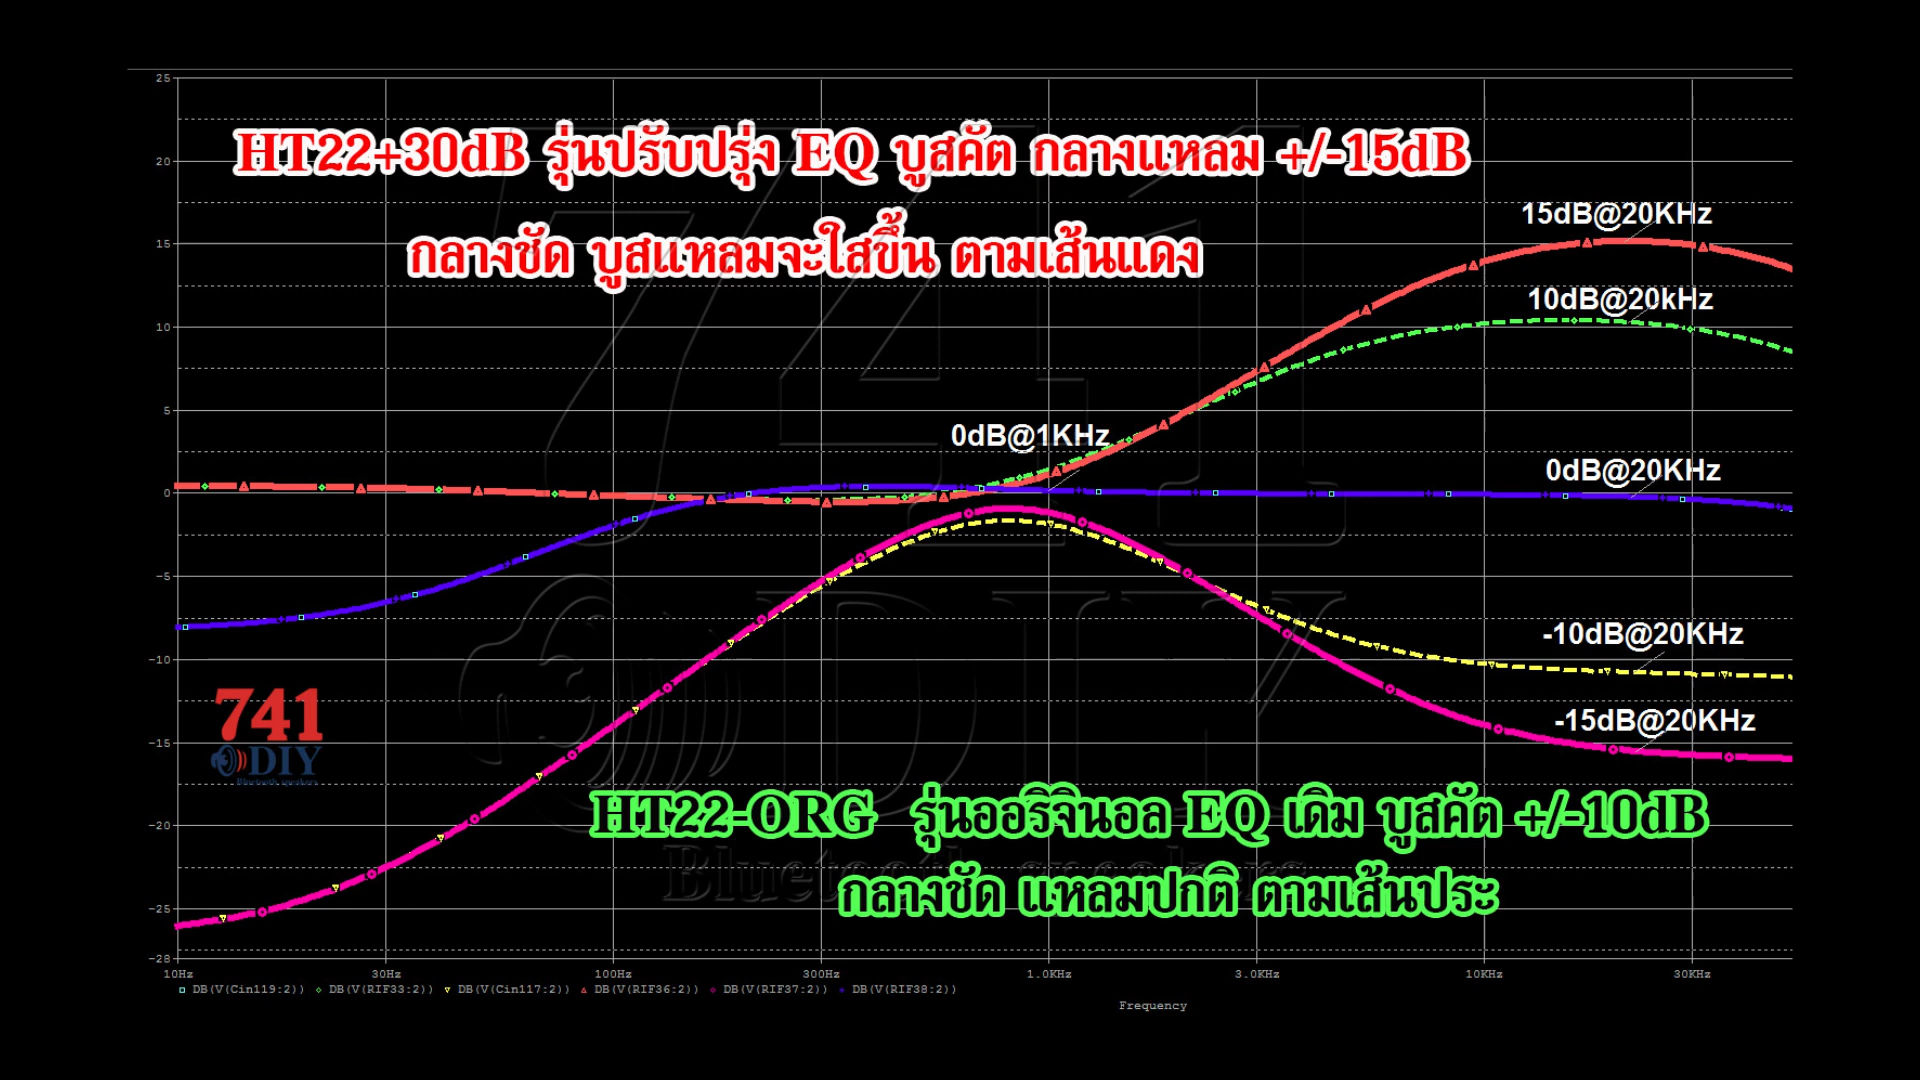 25
HT22+30dB รุ่นปรับปรุ่ง EQ บูสคัต กลางแหลม +/-15dB
20
15dB@20KHz
กลางชัด บูสแหลมจะใสขึ้น ตามเส้นแดง
15
10dB@20kHz
10
5
0dB@1KHz
0dB@20KHz
0
-5
-10dB@20KHz
-10
741
-15dB@20KHz
-15
DIY
Bluetooth speakers
HT22-ORG รุ่นออริจินอล EQ เดิม บูสคัต +/-10dB
-20
กลางชัด แหลมปกติ ตามเส้นประ
-25
-28
10Hz 30Hz 100Hz 300Hz 1.0KHz 3.0KHz 10KHz 30KHz
DB(V(Cin119:2)) DB(V(RIF33:2)) DB(V(Cin117:2)) DB(V(RIF36:2)) DB(V(RIF37:2)) DB(V(RIF38:2))
Frequency
741
DIY
Bluetooth speakers